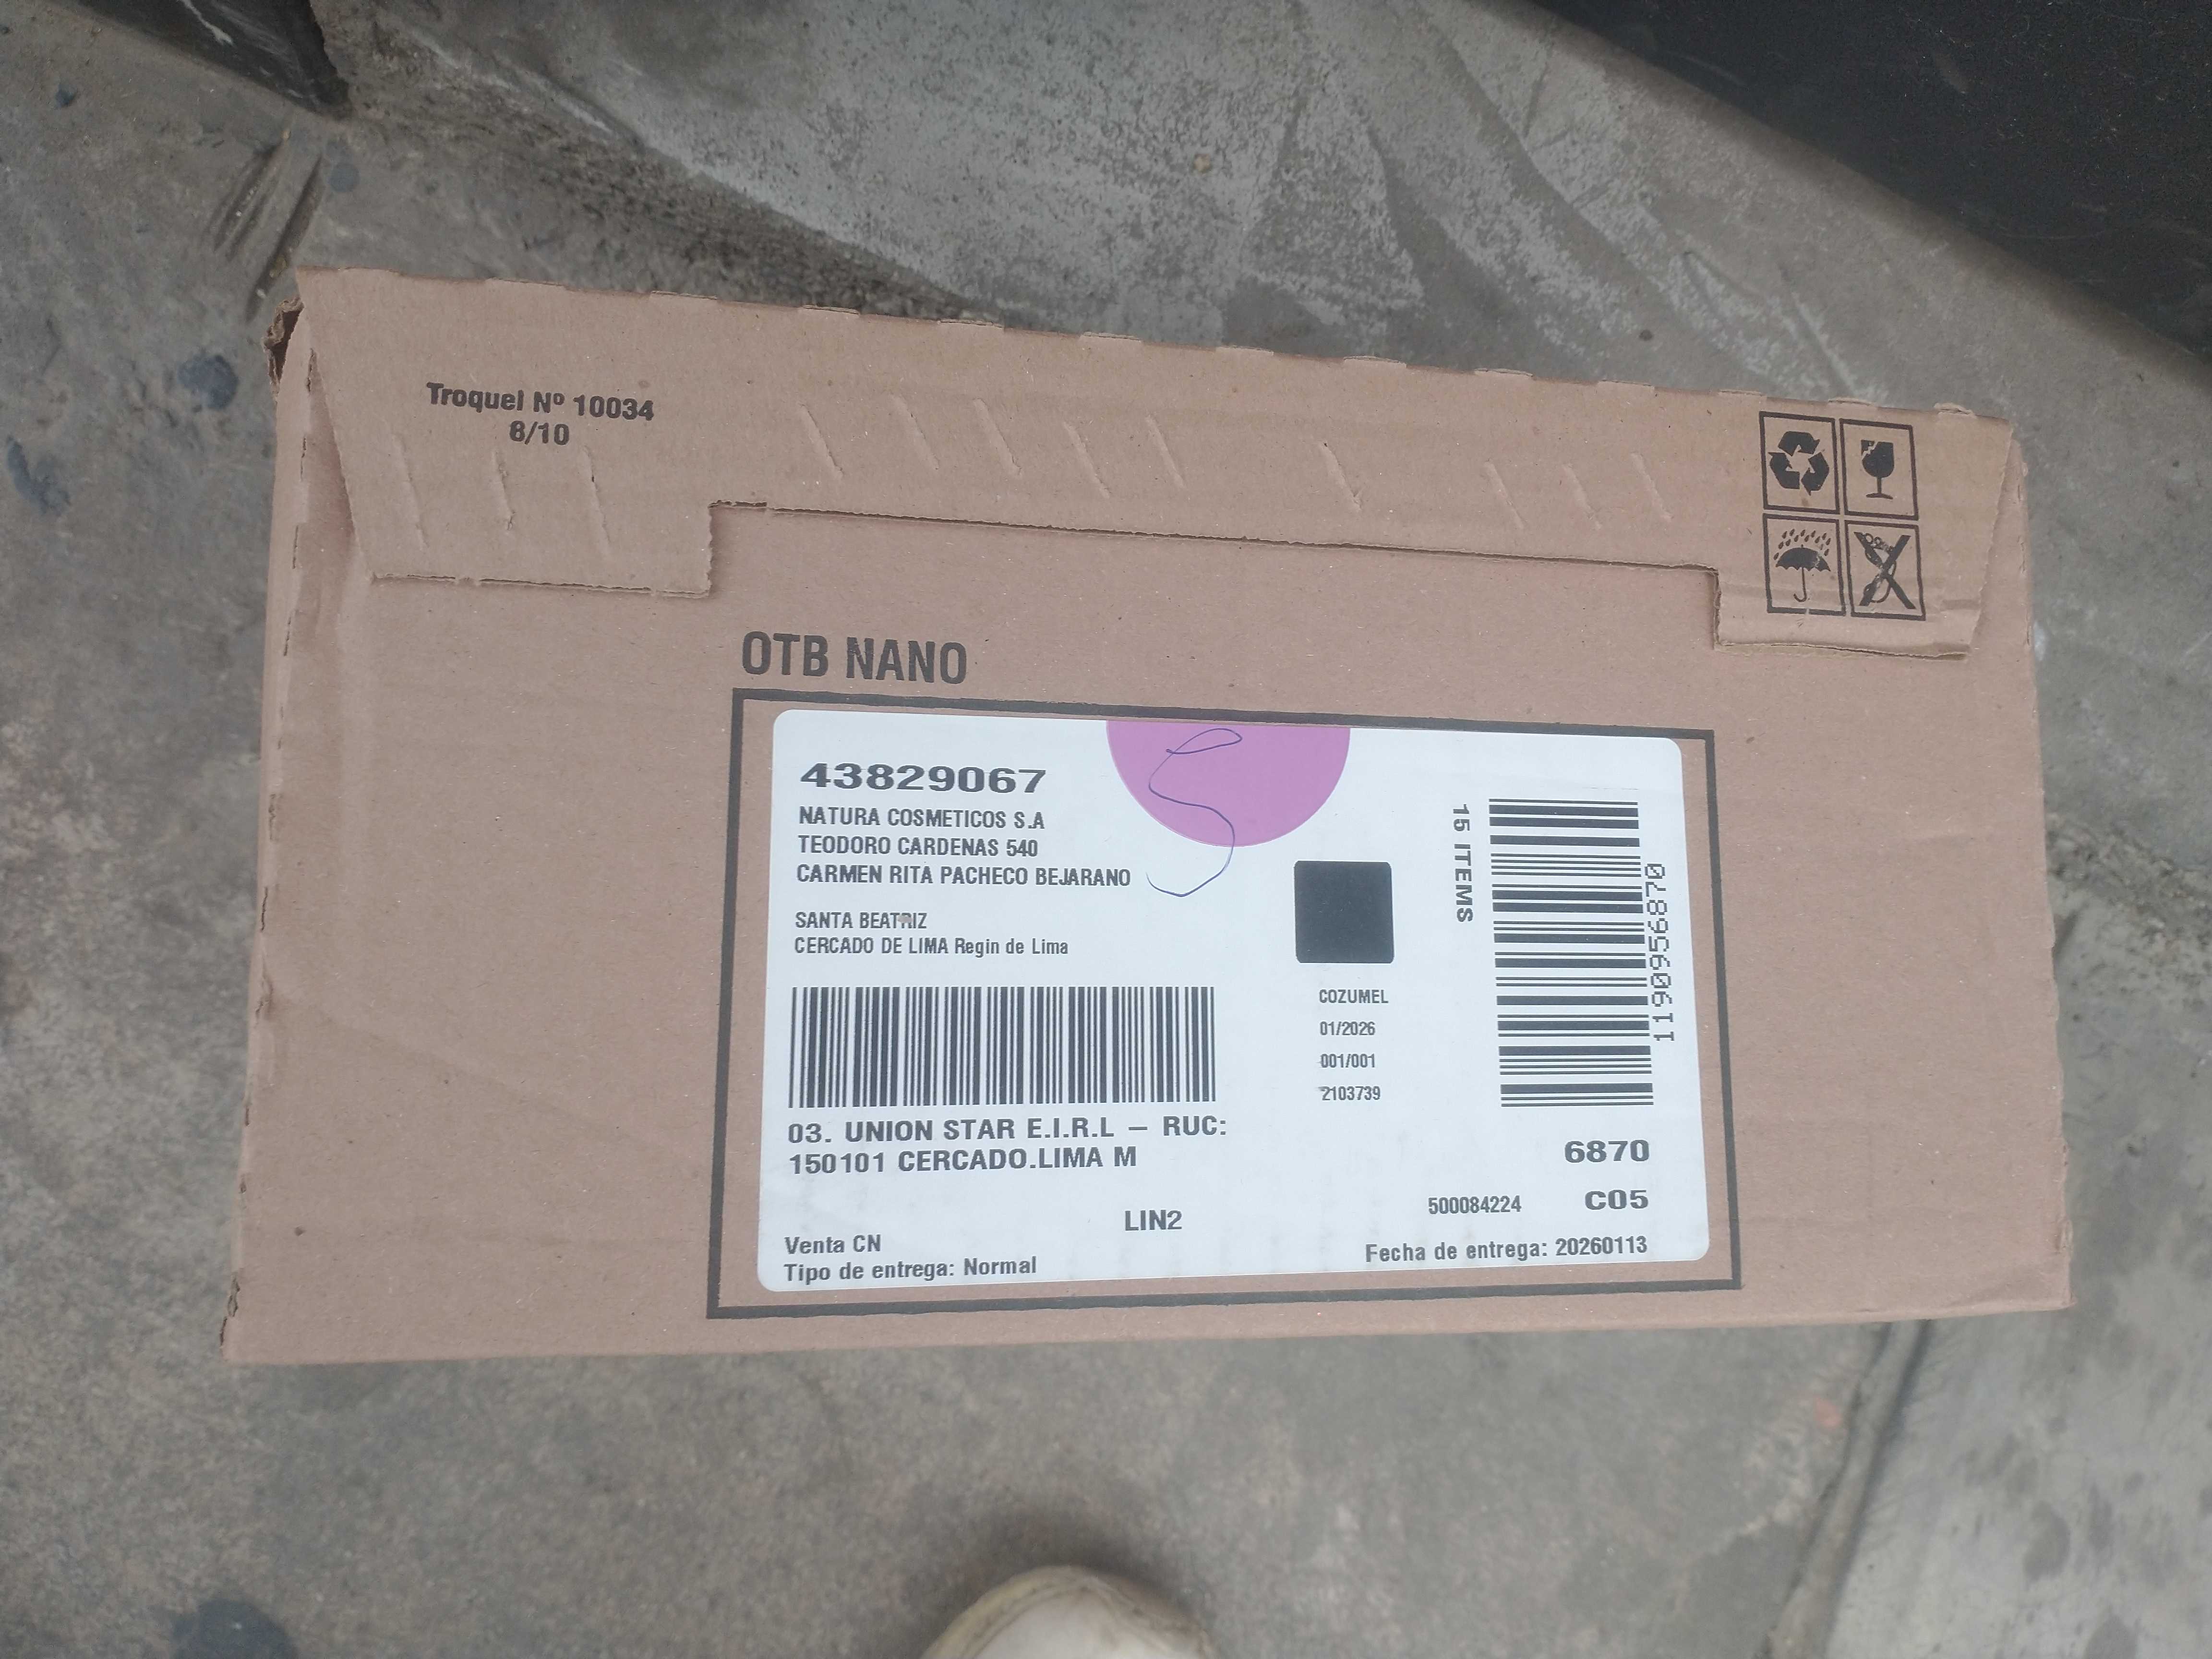 Troquel Nº 10034
8/10
OTB NANO
43829067
NATURA COSMETICOS S.A
TEODORO CARDENAS 540
CARMEN RITA PACHECO BEJARANO
SANTA BEATRIZ
CERCADO DE LIMA Regin de Lima
15 ITEMS
1190956870
COZUMEL
01/2026
001/001
2103739
03. UNION STAR E.I.R.L – RUC:
150101 CERCADO.LIMA M
6870
500084224 C05
LIN2
Venta CN
Tipo de entrega: Normal
Fecha de entrega: 20260113